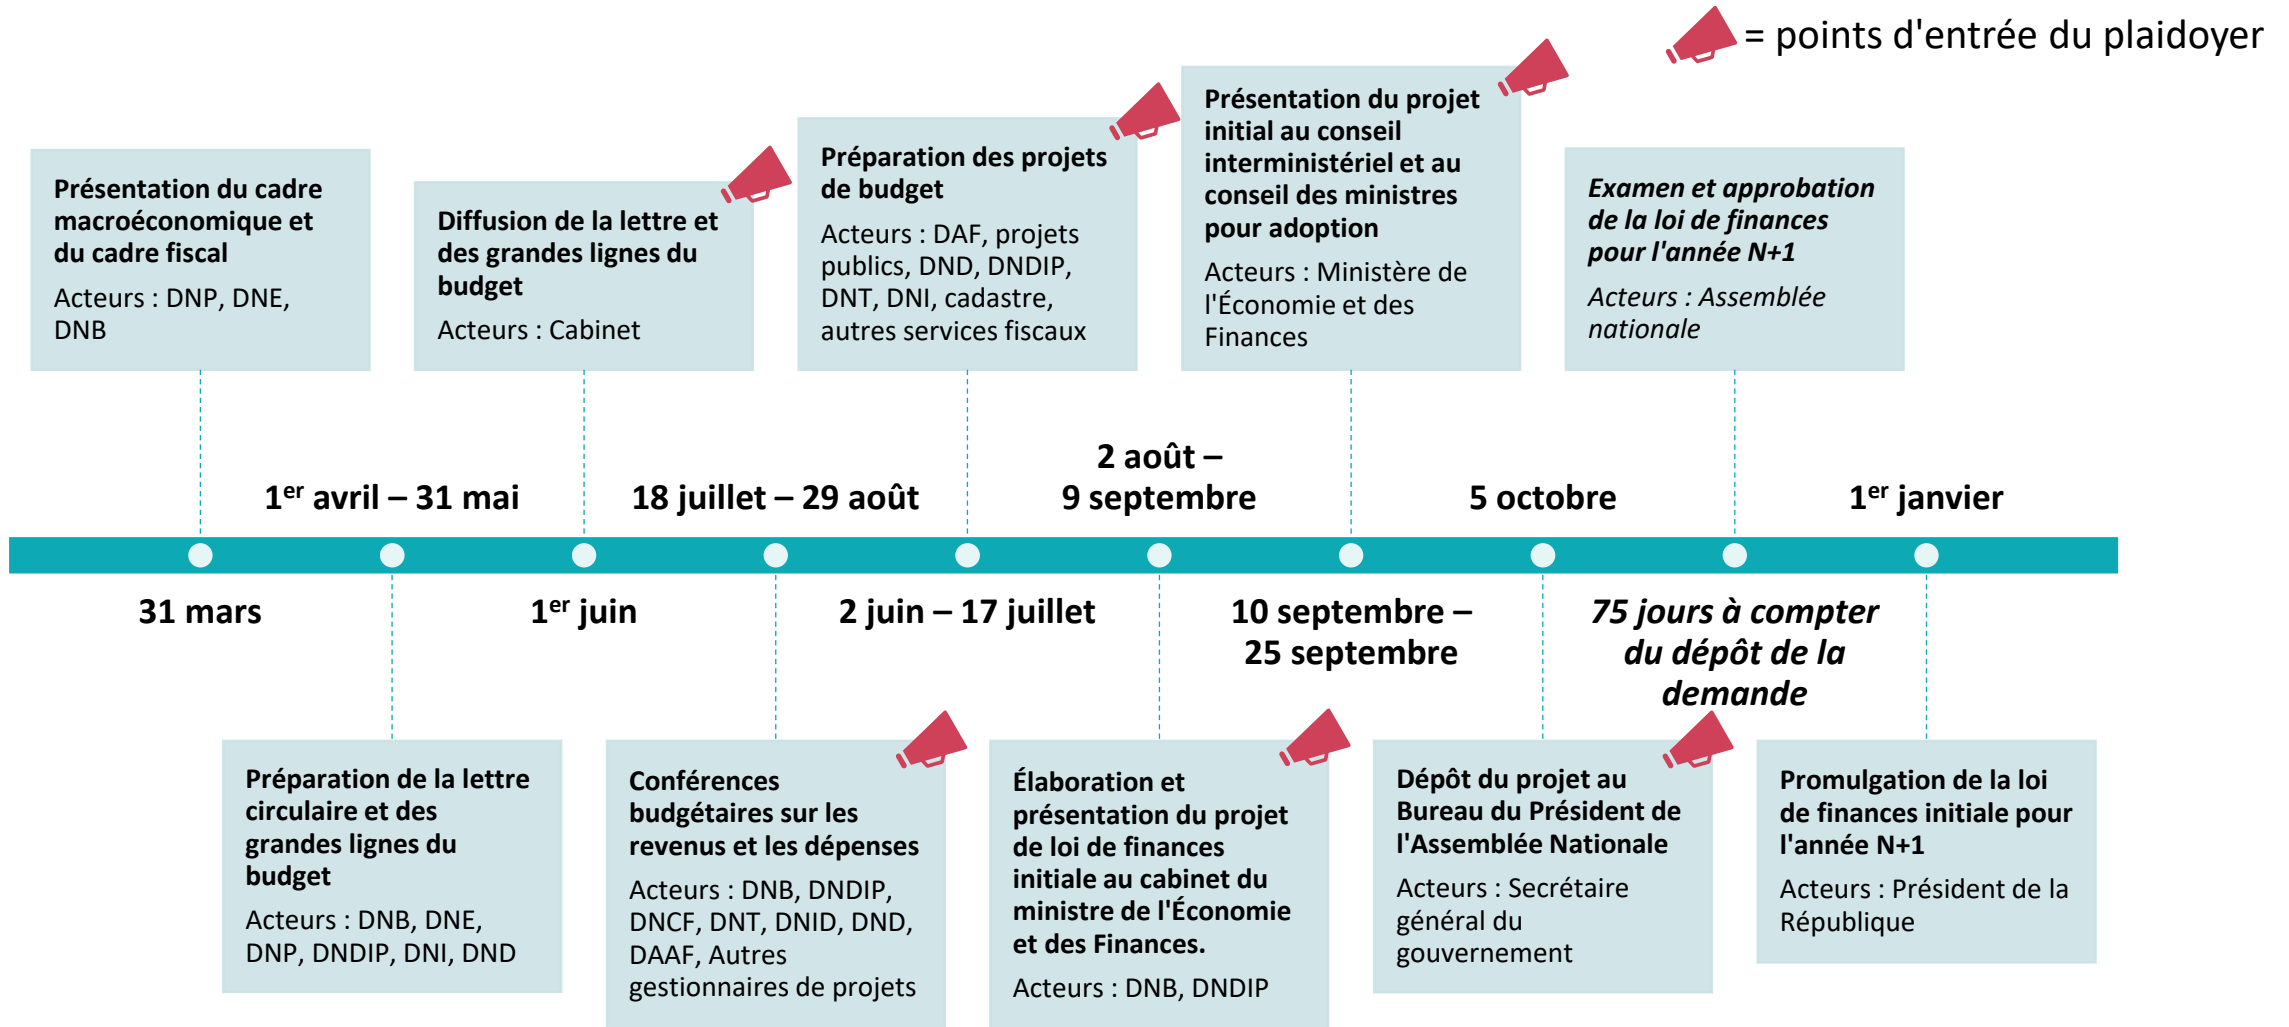 = points d'entrée du plaidoyer
Présentation du cadre
macroéconomique et
du cadre fiscal
Acteurs : DNP, DNE,
DNB
Diffusion de la lettre et
des grandes lignes du
budget
Acteurs : Cabinet
Préparation des projets
de budget
Acteurs : DAF, projets
publics, DND, DNDIP,
DNT, DNI, cadastre,
autres services fiscaux
Présentation du projet
initial au conseil
interministériel et au
conseil des ministres
pour adoption
Acteurs : Ministère de
l'Économie et des
Finances
Examen et approbation
de la loi de finances
pour l'année N+1
Acteurs : Assemblée
nationale
1er avril – 31 mai
18 juillet – 29 août
2 août –
9 septembre
5 octobre
1er janvier
31 mars
1er juin
2 juin – 17 juillet
10 septembre –
25 septembre
75 jours à compter
du dépôt de la
demande
Préparation de la lettre
circulaire et des
grandes lignes du
budget
Acteurs : DNB, DNE,
DNP, DNDIP, DNI, DND
Conférences
budgétaires sur les
revenus et les dépenses
Acteurs : DNB, DNDIP,
DNCF, DNT, DNID, DND,
DAAF, Autres
gestionnaires de projets
Élaboration et
présentation du projet
de loi de finances
initiale au cabinet du
ministre de l'Économie
et des Finances.
Acteurs : DNB, DNDIP
Dépôt du projet au
Bureau du Président de
l'Assemblée Nationale
Acteurs : Secrétaire
général du
gouvernement
Promulgation de la loi
de finances initiale pour
l'année N+1
Acteurs : Président de la
République